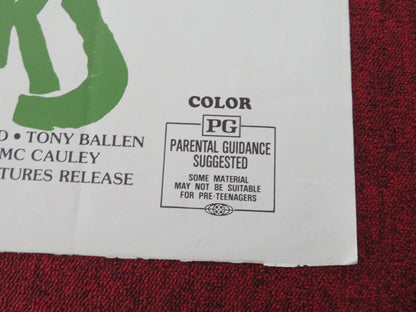 COLOR
D • TONY BALLEN
MC CAULEY
TURES RELEASE
PG
PARENTAL GUIDANCE
SUGGESTED
SOME MATERIAL
MAY NOT BE SUITABLE
FOR PRE-TEENAGERS